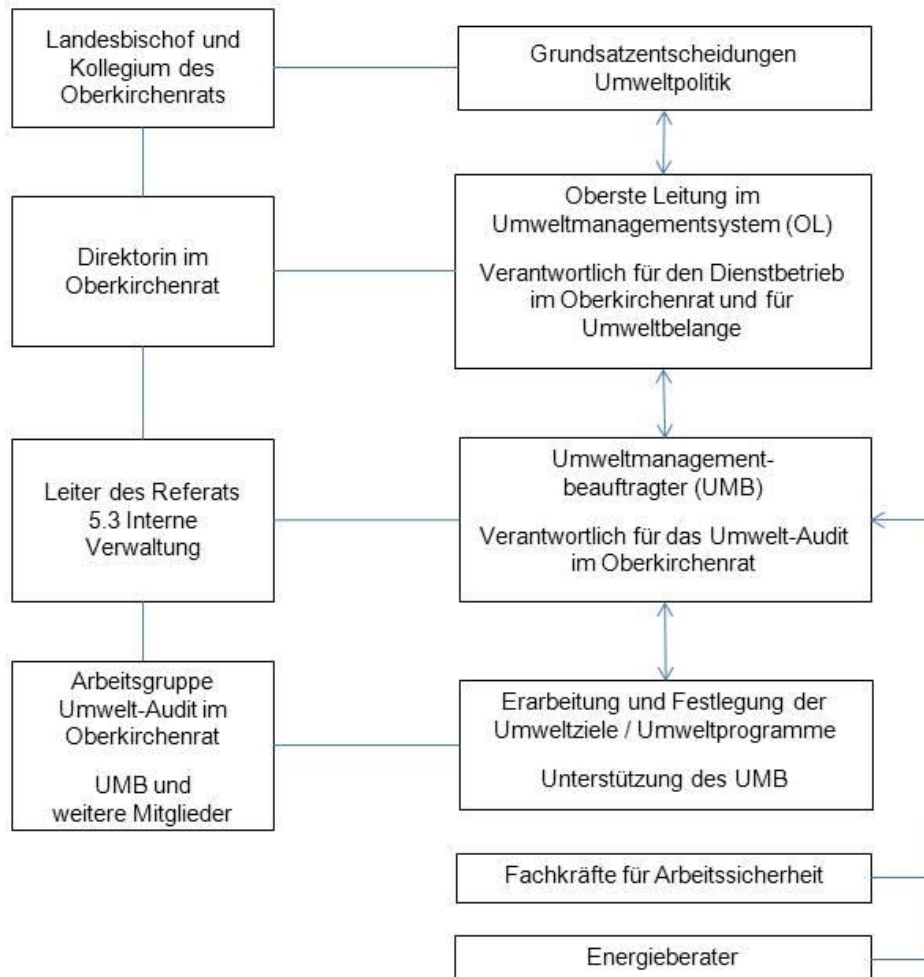 Landesbischof und
Kollegium des
Oberkirchenrats
Grundsatzentscheidungen
Umweltpolitik
Direktorin im
Oberkirchenrat
Oberste Leitung im
Umweltmanagementsystem (OL)
Verantwortlich für den Dienstbetrieb
im Oberkirchenrat und für
Umweltbelange
Leiter des Referats
5.3 Interne
Verwaltung
Umweltmanagement-
beauftragter (UMB)
Verantwortlich für das Umwelt-Audit
im Oberkirchenrat
Arbeitsgruppe
Umwelt-Audit im
Oberkirchenrat
UMB und
weitere Mitglieder
Erarbeitung und Festlegung der
Umweltziele / Umweltprogramme
Unterstützung des UMB
Fachkräfte für Arbeitssicherheit
Energieberater